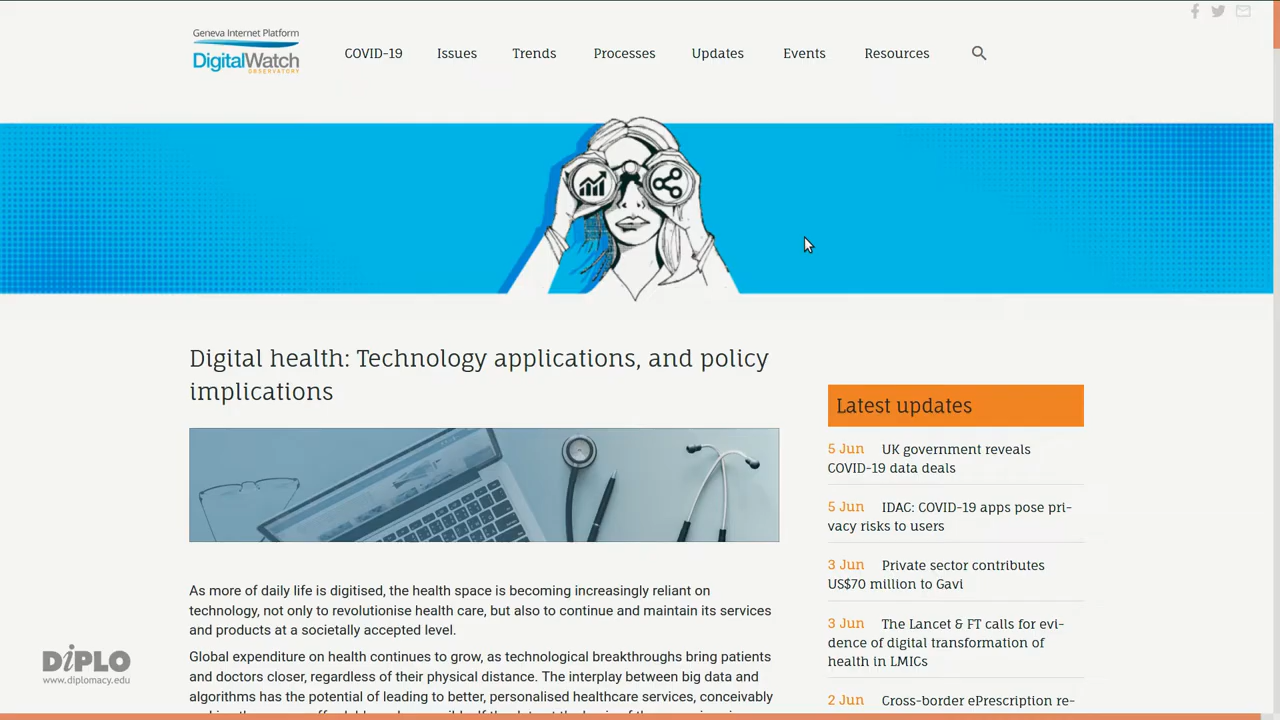 Geneva Internet Platform
DigitalWatch
OBSERVATORY
COVID-19 Issues Trends Processes Updates Events Resources
Digital health: Technology applications, and policy
implications
As more of daily life is digitised, the health space is becoming increasingly reliant on
technology, not only to revolutionise health care, but also to continue and maintain its services
and products at a societally accepted level.
Global expenditure on health continues to grow, as technological breakthroughs bring patients
and doctors closer, regardless of their physical distance. The interplay between big data and
algorithms has the potential of leading to better, personalised healthcare services, conceivably
Latest updates
5 Jun UK government reveals
COVID-19 data deals
5 Jun IDAC: COVID-19 apps pose pri-
vacy risks to users
3 Jun Private sector contributes
US$70 million to Gavi
3 Jun The Lancet & FT calls for evi-
dence of digital transformation of
health in LMICs
2 Jun Cross-border ePrescription re-
DiPLO
www.diplomacy.edu